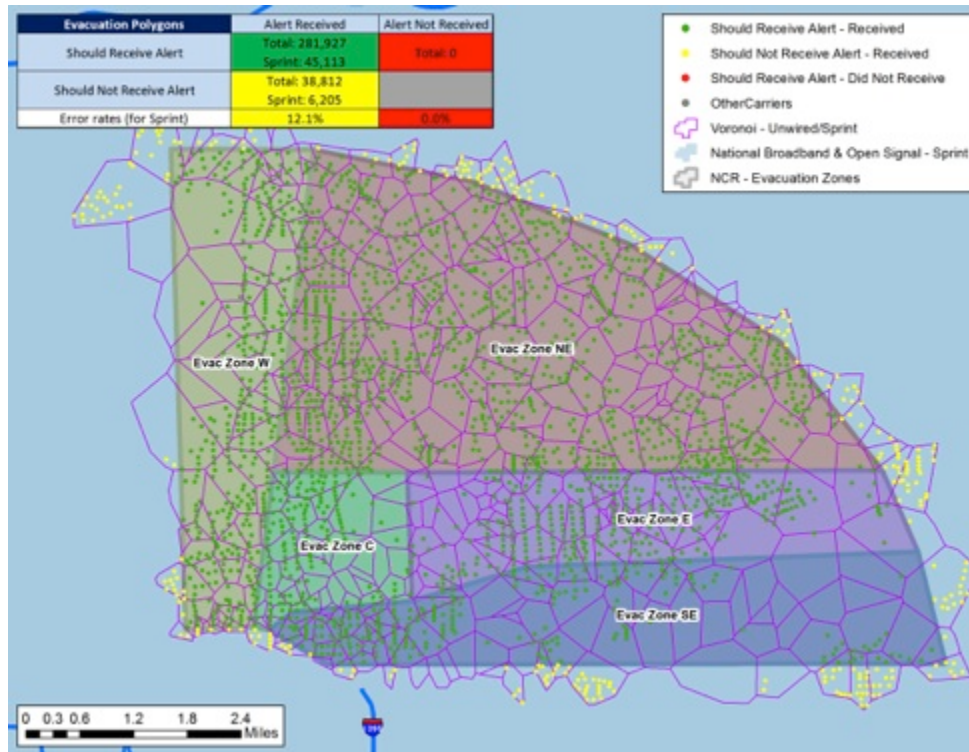 Evacuation Polygons Alert Received Alert Not Received
Should Receive Alert Total: 281,927 Total: 0
Sprint: 45,113
Should Not Receive Alert Total: 38,812
Sprint: 6,205
Error rates (for Sprint) 12.1% 0.0%
Should Receive Alert - Received
Should Not Receive Alert - Received
Should Receive Alert - Did Not Receive
OtherCarriers
Voronoi - Unwired/Sprint
National Broadband & Open Signal - Sprint
NCR - Evacuation Zones
Evac Zone W
Evac Zone NE
Evac Zone E
Evac Zone C
Evac Zone SE
0 0.3 0.6 1.2 1.8 2.4
Miles